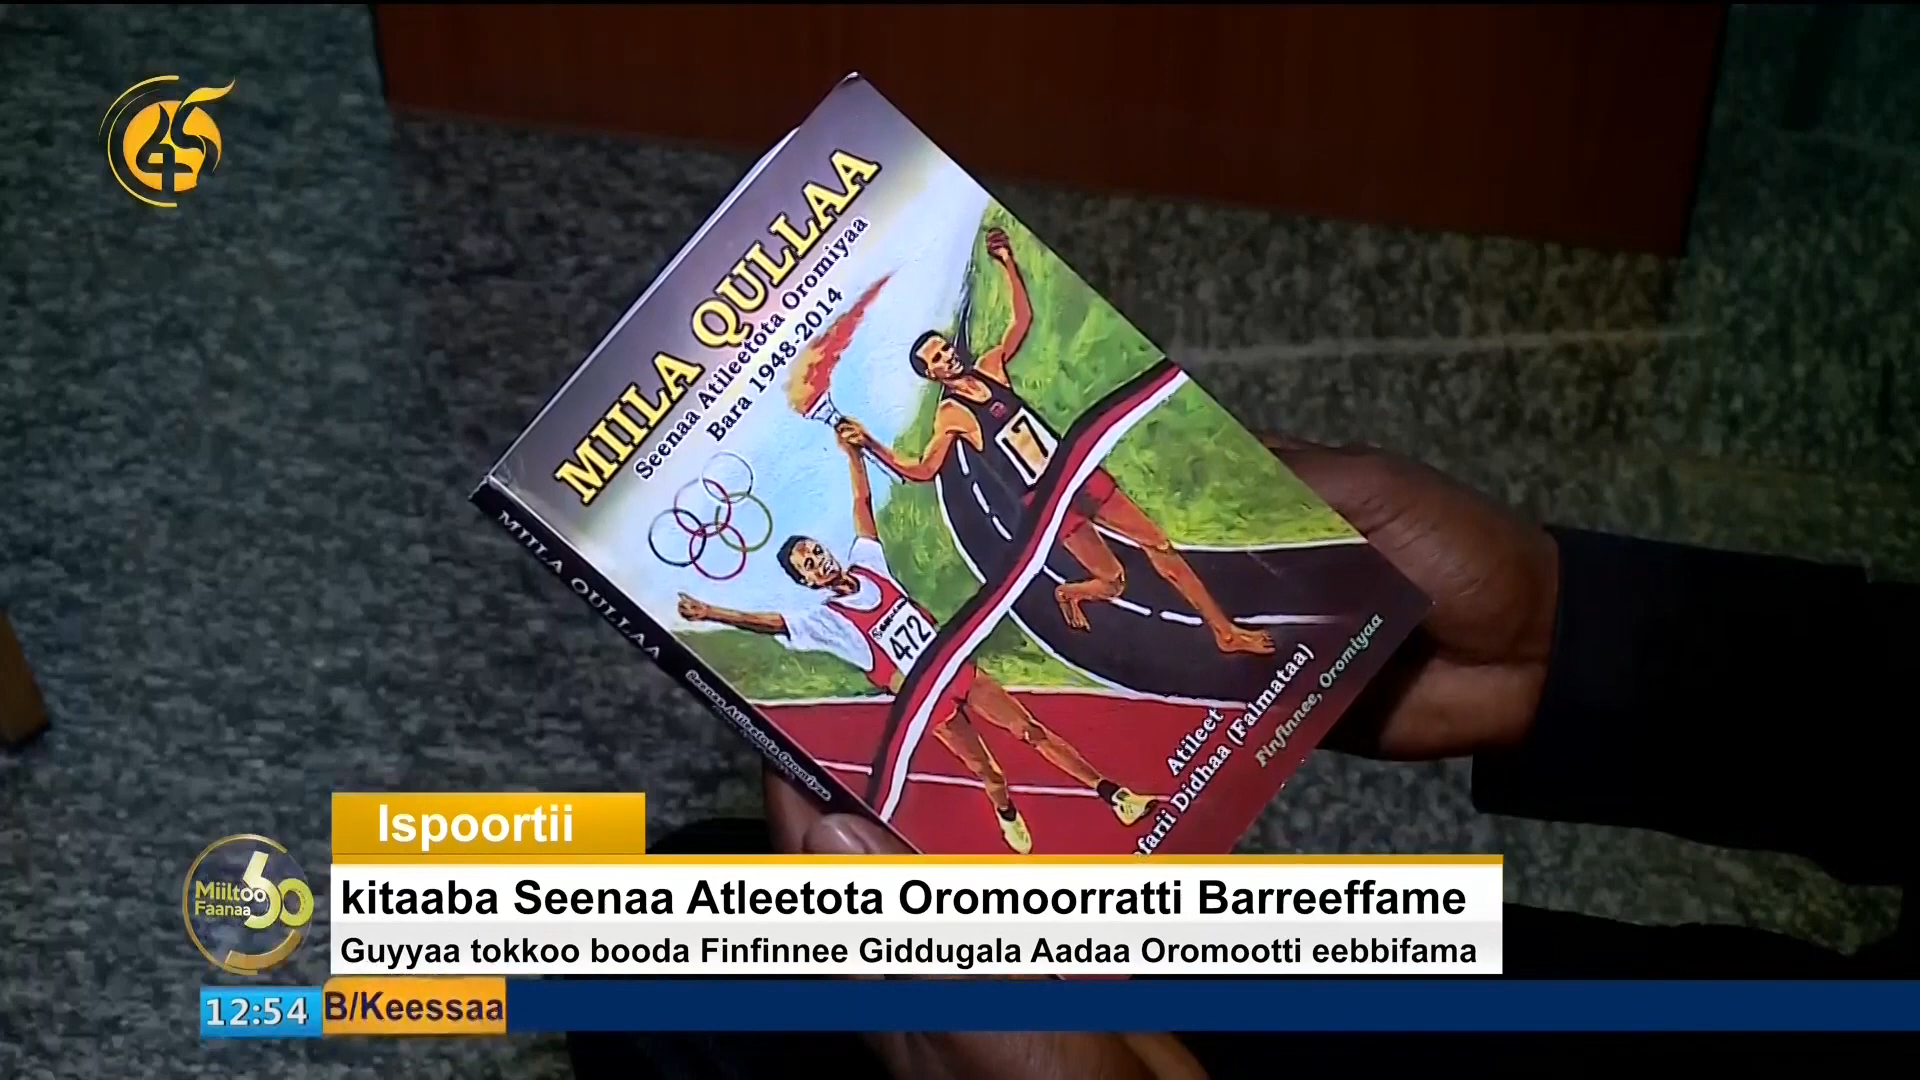 MIILA QULLAA
Seenaa Atileetota Oromiyaa
Bara 1948-2014
17
472
MIILA QULLAA
Seenaa Atileetota Oromiyaa
Atileet
Didhaa (Falmataa)
Finfinnee, Oromiyaa
Ispoortii
Miiltoo
Faanaa
60
kitaaba Seenaa Atleetota Oromoorratti Barreeffame
Guyyaa tokkoo booda Finfinnee Giddugala Aadaa Oromootti eebbifama
12:54
B/Keessaa